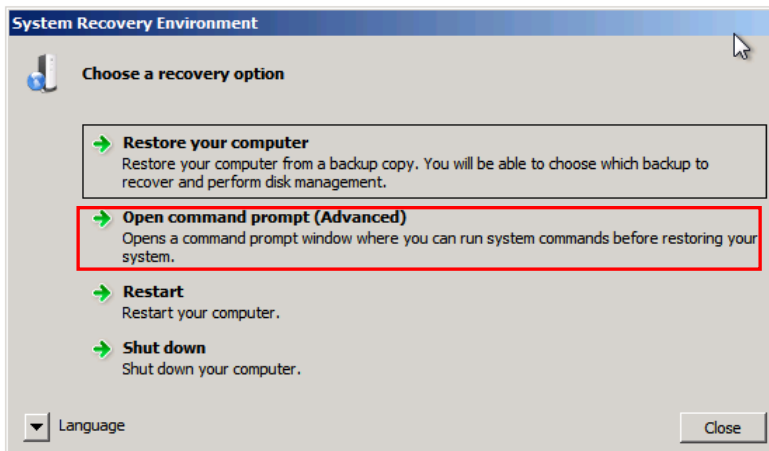 System Recovery Environment
Choose a recovery option
Restore your computer
Restore your computer from a backup copy. You will be able to choose which backup to
recover and perform disk management.
Open command prompt (Advanced)
Opens a command prompt window where you can run system commands before restoring your
system.
Restart
Restart your computer.
Shut down
Shut down your computer.
Language
Close